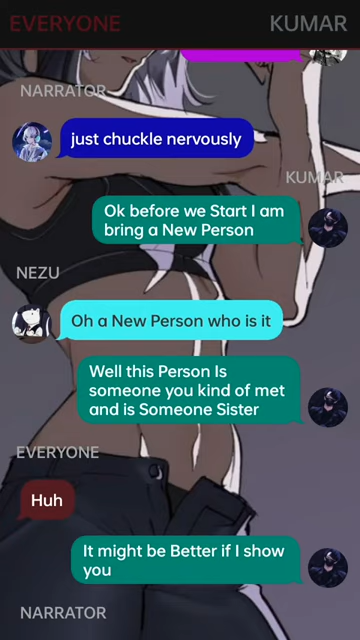 EVERYONE
KUMAR
NARRATOR
just chuckle nervously
KUMAR
Ok before we Start I am
bring a New Person
NEZU
Oh a New Person who is it
Well this Person Is
someone you kind of met
and is Someone Sister
EVERYONE
Huh
It might be Better if I show
you
NARRATOR